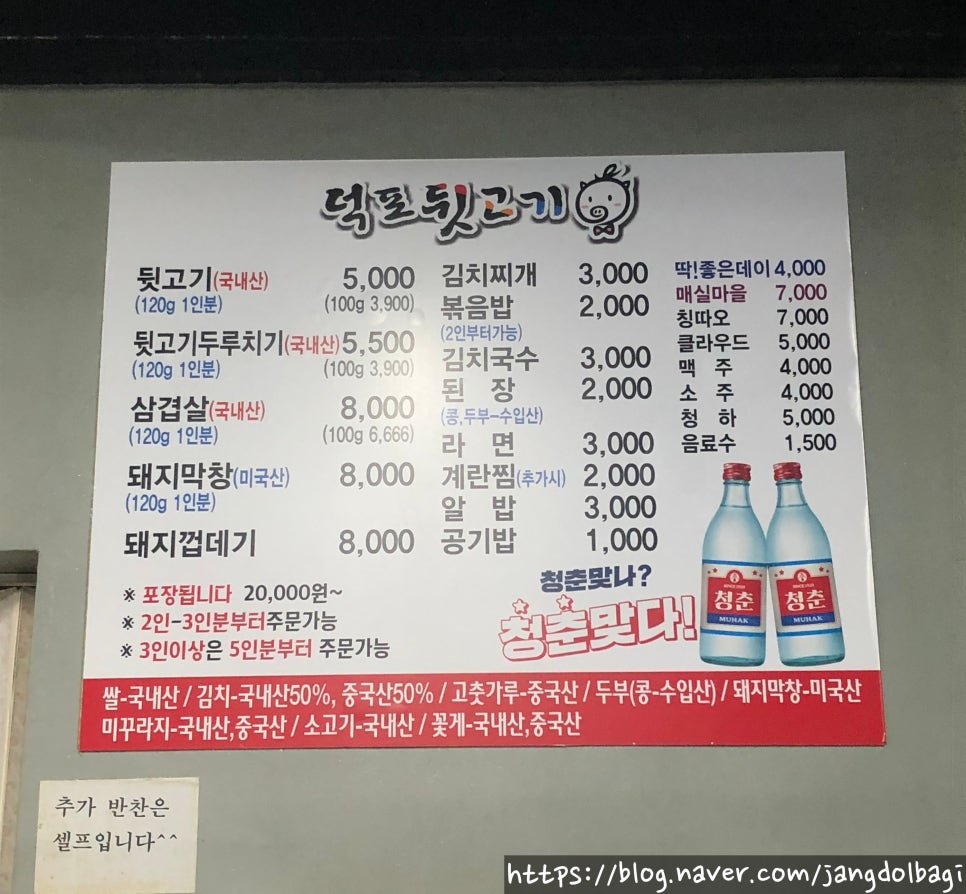 덕포뒷고기
뒷고기(국내산) 5,000
(120g 1인분) (100g 3,900)
뒷고기두루치기(국내산) 5,500
(120g 1인분) (100g 3,900)
삼겹살(국내산) 8,000
(120g 1인분) (100g 6,666)
돼지막창(미국산) 8,000
(120g 1인분)
돼지껍데기 8,000
※ 포장됩니다 20,000원~
※ 2인-3인분부터주문가능
※ 3인이상은 5인분부터 주문가능
김치찌개 3,000
볶음밥 2,000
(2인부터가능)
김치국수 3,000
된 장 2,000
(콩,두부-수입산)
라 면 3,000
계란찜(추가시) 2,000
알 밥 3,000
공기밥 1,000
딱!좋은데이 4,000
매실마을 7,000
칭따오 7,000
클라우드 5,000
맥 주 4,000
소 주 4,000
청 하 5,000
음료수 1,500
청춘맞나?
청춘맞다!
청춘 청춘
MUHAK MUHAK
쌀-국내산 / 김치-국내산50%, 중국산50% / 고춧가루-중국산 / 두부(콩-수입산) / 돼지막창-미국산
미꾸라지-국내산,중국산 / 소고기-국내산 / 꽃게-국내산,중국산
추가 반찬은
셀프입니다^^
https://blog.naver.com/jangdolbagi